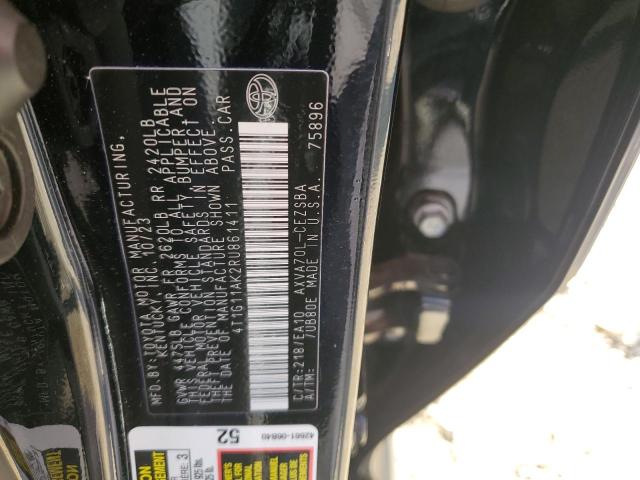 MFD.BY:TOYOTA MOTOR MANUFACTURING,
KENTUCKY, INC. 10/23
GVWR 4475LB GAWR FR 2620LB RR 2420LB
THIS VEHICLE CONFORMS TO ALL APPLICABLE
FEDERAL MOTOR VEHICLE SAFETY, BUMPER AND
THEFT PREVENTION STANDARDS IN EFFECT ON
THE DATE OF MANUFACTURE SHOWN ABOVE.
4T1G11AK2RU861411 PASS.CAR
C/TR:218/EA10 AXVA70L-CEZSBA
A/TM: 7UB80E MADE IN U.S.A. 75896
52
42661-06B40